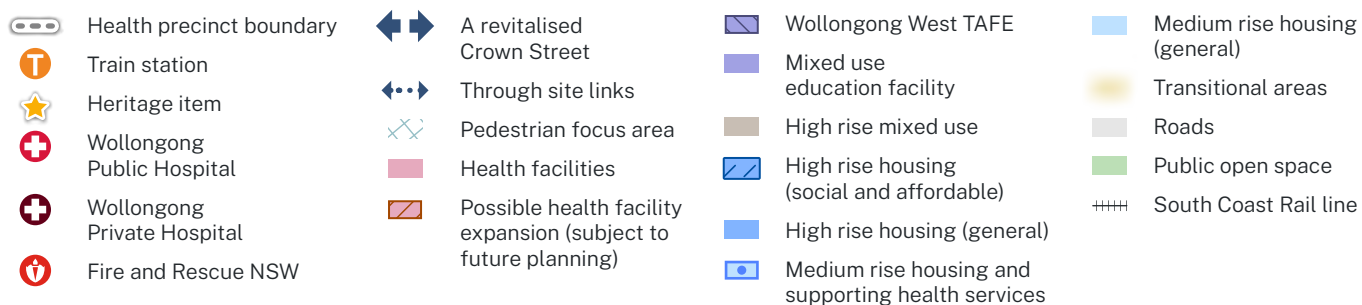 Health precinct boundary
T
Train station
Heritage item
Wollongong
Public Hospital
Wollongong
Private Hospital
Fire and Rescue NSW
A revitalised
Crown Street
Through site links
Pedestrian focus area
Health facilities
Possible health facility
expansion (subject to
future planning)
Wollongong West TAFE
Mixed use
education facility
High rise mixed use
High rise housing
(social and affordable)
High rise housing (general)
Medium rise housing and
supporting health services
Medium rise housing
(general)
Transitional areas
Roads
Public open space
South Coast Rail line